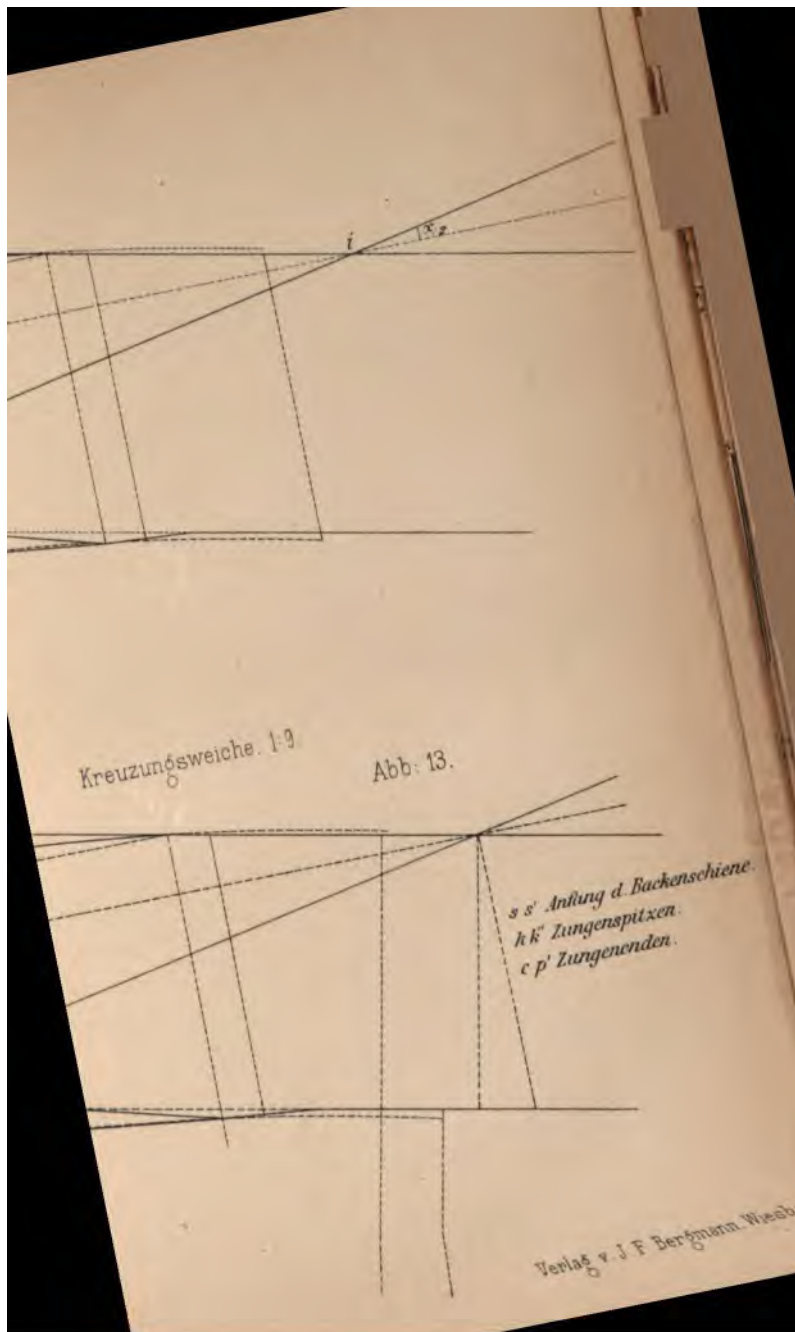 i
x₂
Kreuzungsweiche. 1:9.
Abb: 13.
s s' Anfang d. Backenschiene.
h k' Zungenspitzen.
c p' Zungenenden.
Verlag v. J F Bergmann. Wiesb